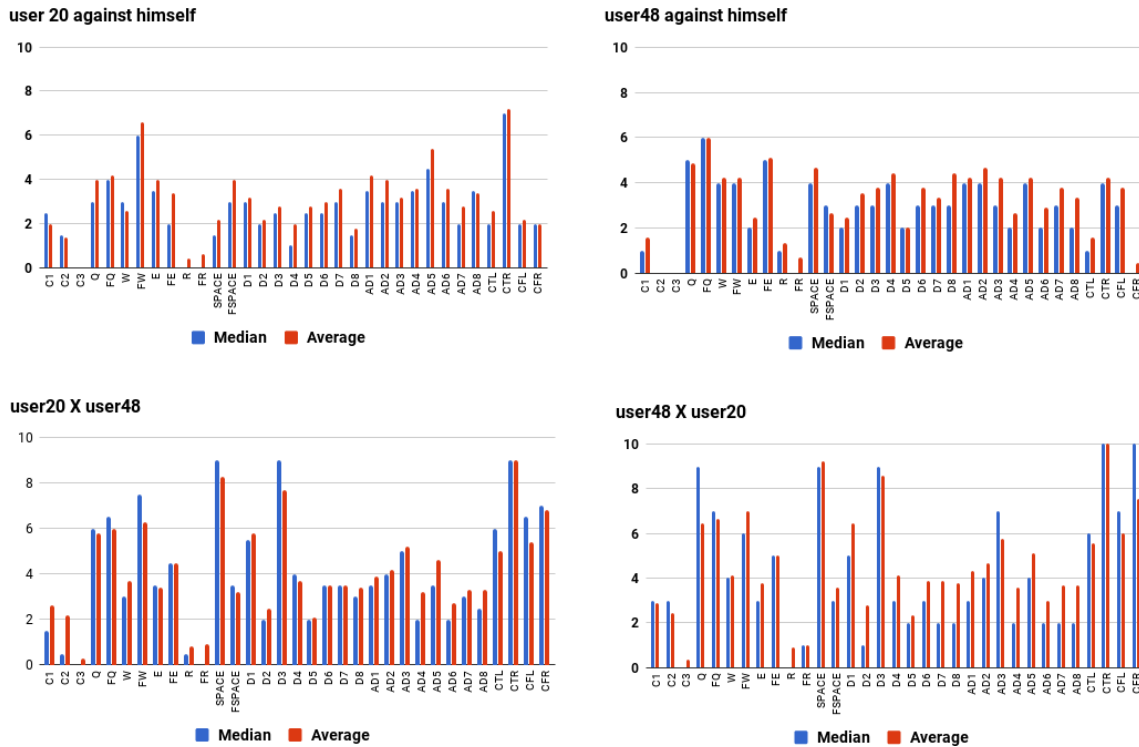 user 20 against himself
10
8
6
4
2
0
C1 C2 C3 Q FQ W FW E FE R FR SPACE FSPACE D1 D2 D3 D4 D5 D6 D7 D8 AD1 AD2 AD3 AD4 AD5 AD6 AD7 AD8 CTL CTR CFL CFR
Median Average
user48 against himself
10
8
6
4
2
0
C1 C2 C3 Q FQ W FW E FE R FR SPACE FSPACE D1 D2 D3 D4 D5 D6 D7 D8 AD1 AD2 AD3 AD4 AD5 AD6 AD7 AD8 CTL CTR CFL CFR
Median Average
user20 X user48
10
8
6
4
2
0
C1 C2 C3 Q FQ W FW E FE R FR SPACE FSPACE D1 D2 D3 D4 D5 D6 D7 D8 AD1 AD2 AD3 AD4 AD5 AD6 AD7 AD8 CTL CTR CFL CFR
Median Average
user48 X user20
10
8
6
4
2
0
C1 C2 C3 Q FQ W FW E FE R FR SPACE FSPACE D1 D2 D3 D4 D5 D6 D7 D8 AD1 AD2 AD3 AD4 AD5 AD6 AD7 AD8 CTL CTR CFL CFR
Median Average